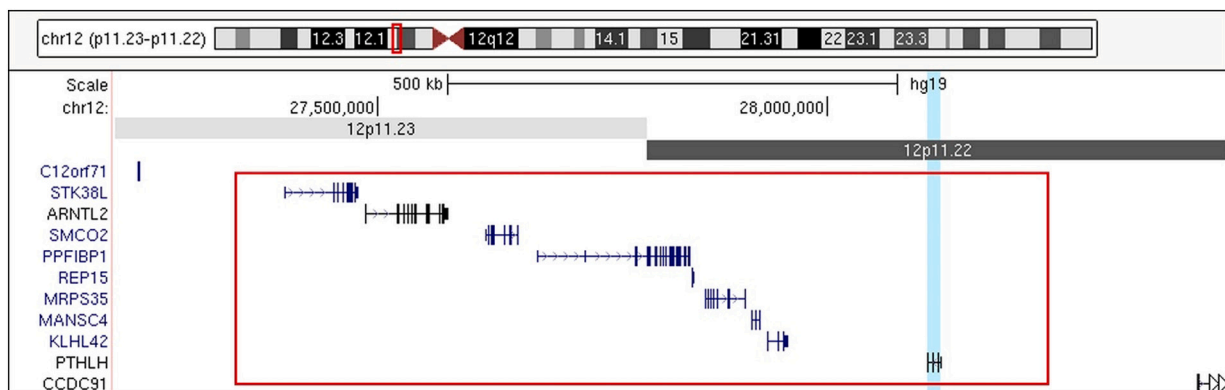 chr12 (p11.23-p11.22) 12.3 12.1 12q12 14.1 15 21.31 22 23.1 23.3
Scale 500 kb hg19
chr12: 27,500,000 28,000,000
12p11.23
12p11.22
C12orf71
STK38L
ARNTL2
SMCO2
PPFIBP1
REP15
MRPS35
MANSC4
KLHL42
PTHLH
CCDC91